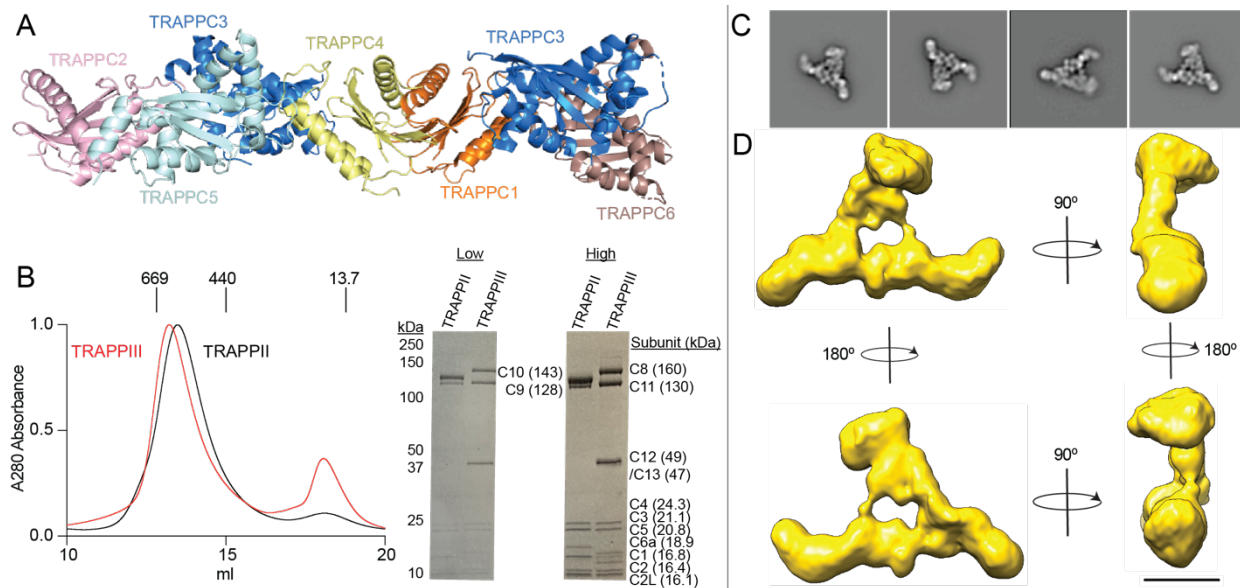 A
TRAPPC3
TRAPPC2
TRAPPC4
TRAPPC3
TRAPPC5
TRAPPC1
TRAPPC6
B
669
440
13.7
1.0
TRAPPIII
TRAPPII
A280 Absorbance
0.5
0.0
10
15
20
ml
Low
High
TRAPPII
TRAPPIII
TRAPPII
TRAPPIII
kDa
Subunit (kDa)
250
150
100
50
37
25
10
C10 (143)
C9 (128)
C8 (160)
C11 (130)
C12 (49)
/C13 (47)
C4 (24.3)
C3 (21.1)
C5 (20.8)
C6a (18.9
C1 (16.8)
C2 (16.4)
C2L (16.1)
C
D
90º
180º
180º
90º